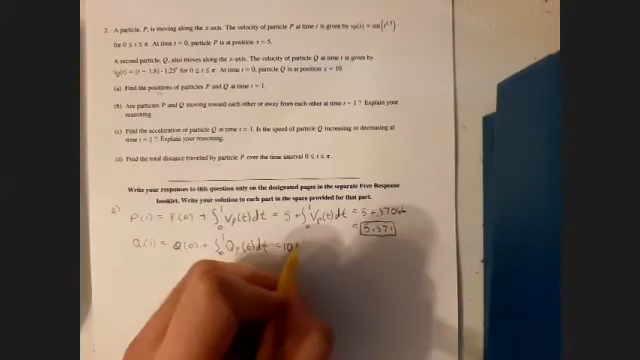 2. A particle, P, is moving along the x-axis. The velocity of particle P at time t is given by v_P(t) = sin(t^1.5)
for 0 ≤ t ≤ π. At time t = 0, particle P is at position x = 5.
A second particle, Q, also moves along the x-axis. The velocity of particle Q at time t is given by
v_Q(t) = (t − 1.8) · 1.25^t for 0 ≤ t ≤ π. At time t = 0, particle Q is at position x = 10.
(a) Find the positions of particles P and Q at time t = 1.
(b) Are particles P and Q moving toward each other or away from each other at time t = 1 ? Explain your
reasoning.
(c) Find the acceleration of particle Q at time t = 1. Is the speed of particle Q increasing or decreasing at
time t = 1 ? Explain your reasoning.
(d) Find the total distance traveled by particle P over the time interval 0 ≤ t ≤ π.
Write your responses to this question only on the designated pages in the separate Free Response
booklet. Write your solution to each part in the space provided for that part.
A) P(1) = P(0) + ∫_0^1 V_P(t)dt = 5 + ∫_0^1 V_P(t)dt = 5 + .37066
= 5.371
Q(1) = Q(0) + ∫_0^1 Q_P(t)dt = 10